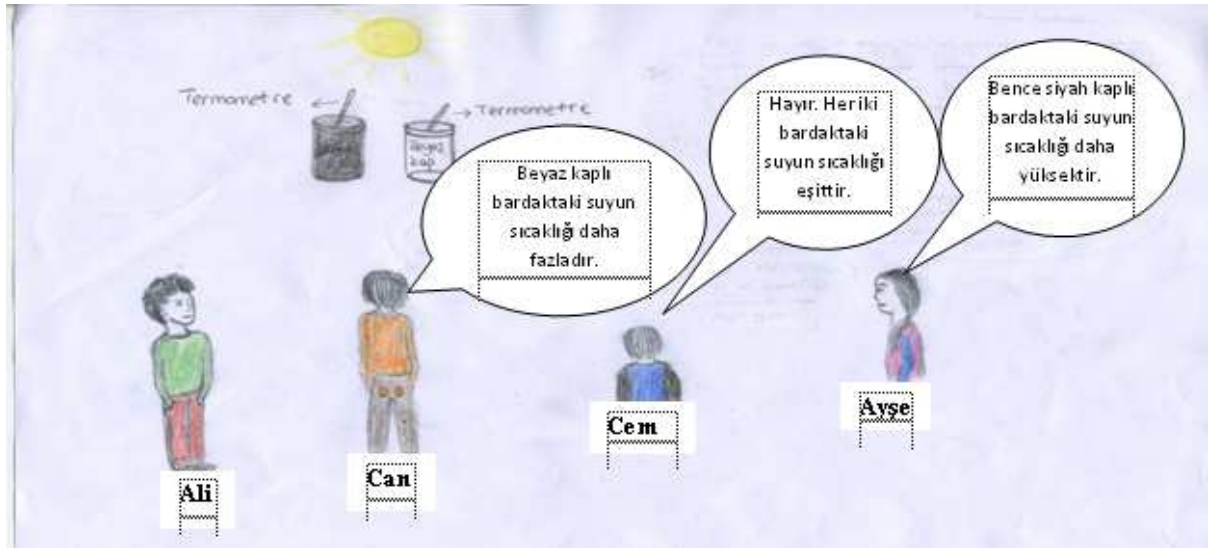 Termometre
Termometre
Beyaz
kap
Beyaz kaplı
bardaktaki suyun
sıcaklığı daha
fazladır.
Hayır. Her iki
bardaktaki
suyun sıcaklığı
eşittir.
Bence siyah kaplı
bardaktaki suyun
sıcaklığı daha
yüksektir.
Ali
Can
Cem
Ayşe